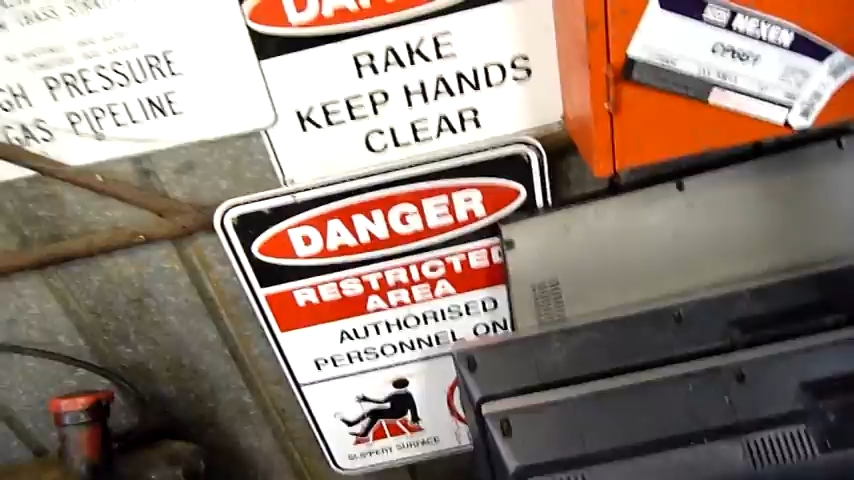 GH PRESSURE
GAS PIPELINE
RAKE
KEEP HANDS
CLEAR
NEXEN
DANGER
RESTRICTED
AREA
AUTHORISED
PERSONNEL ON
SLIPPERY SURFACE